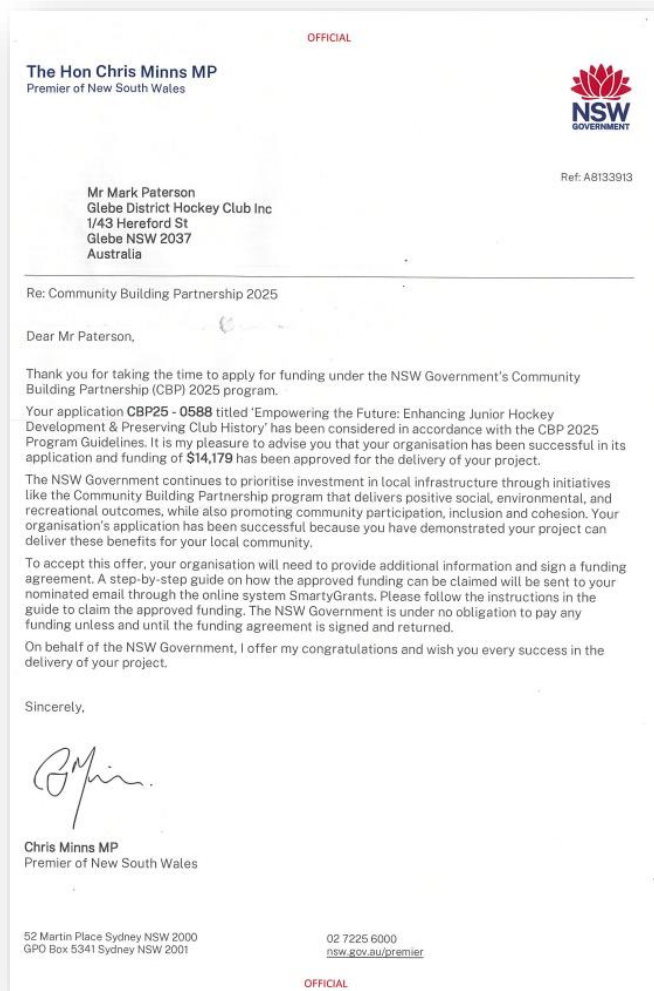 OFFICIAL
The Hon Chris Minns MP
Premier of New South Wales
NSW
GOVERNMENT
Ref: A8133913
Mr Mark Paterson
Glebe District Hockey Club Inc
1/43 Hereford St
Glebe NSW 2037
Australia
Re: Community Building Partnership 2025
Dear Mr Paterson,
Thank you for taking the time to apply for funding under the NSW Government's Community
Building Partnership (CBP) 2025 program.
Your application CBP25 - 0588 titled 'Empowering the Future: Enhancing Junior Hockey
Development & Preserving Club History' has been considered in accordance with the CBP 2025
Program Guidelines. It is my pleasure to advise you that your organisation has been successful in its
application and funding of $14,179 has been approved for the delivery of your project.
The NSW Government continues to prioritise investment in local infrastructure through initiatives
like the Community Building Partnership program that delivers positive social, environmental, and
recreational outcomes, while also promoting community participation, inclusion and cohesion. Your
organisation's application has been successful because you have demonstrated your project can
deliver these benefits for your local community.
To accept this offer, your organisation will need to provide additional information and sign a funding
agreement. A step-by-step guide on how the approved funding can be claimed will be sent to your
nominated email through the online system SmartyGrants. Please follow the instructions in the
guide to claim the approved funding. The NSW Government is under no obligation to pay any
funding unless and until the funding agreement is signed and returned.
On behalf of the NSW Government, I offer my congratulations and wish you every success in the
delivery of your project.
Sincerely,
Chris Minns MP
Premier of New South Wales
52 Martin Place Sydney NSW 2000
GPO Box 5341 Sydney NSW 2001
02 7225 6000
nsw.gov.au/premier
OFFICIAL